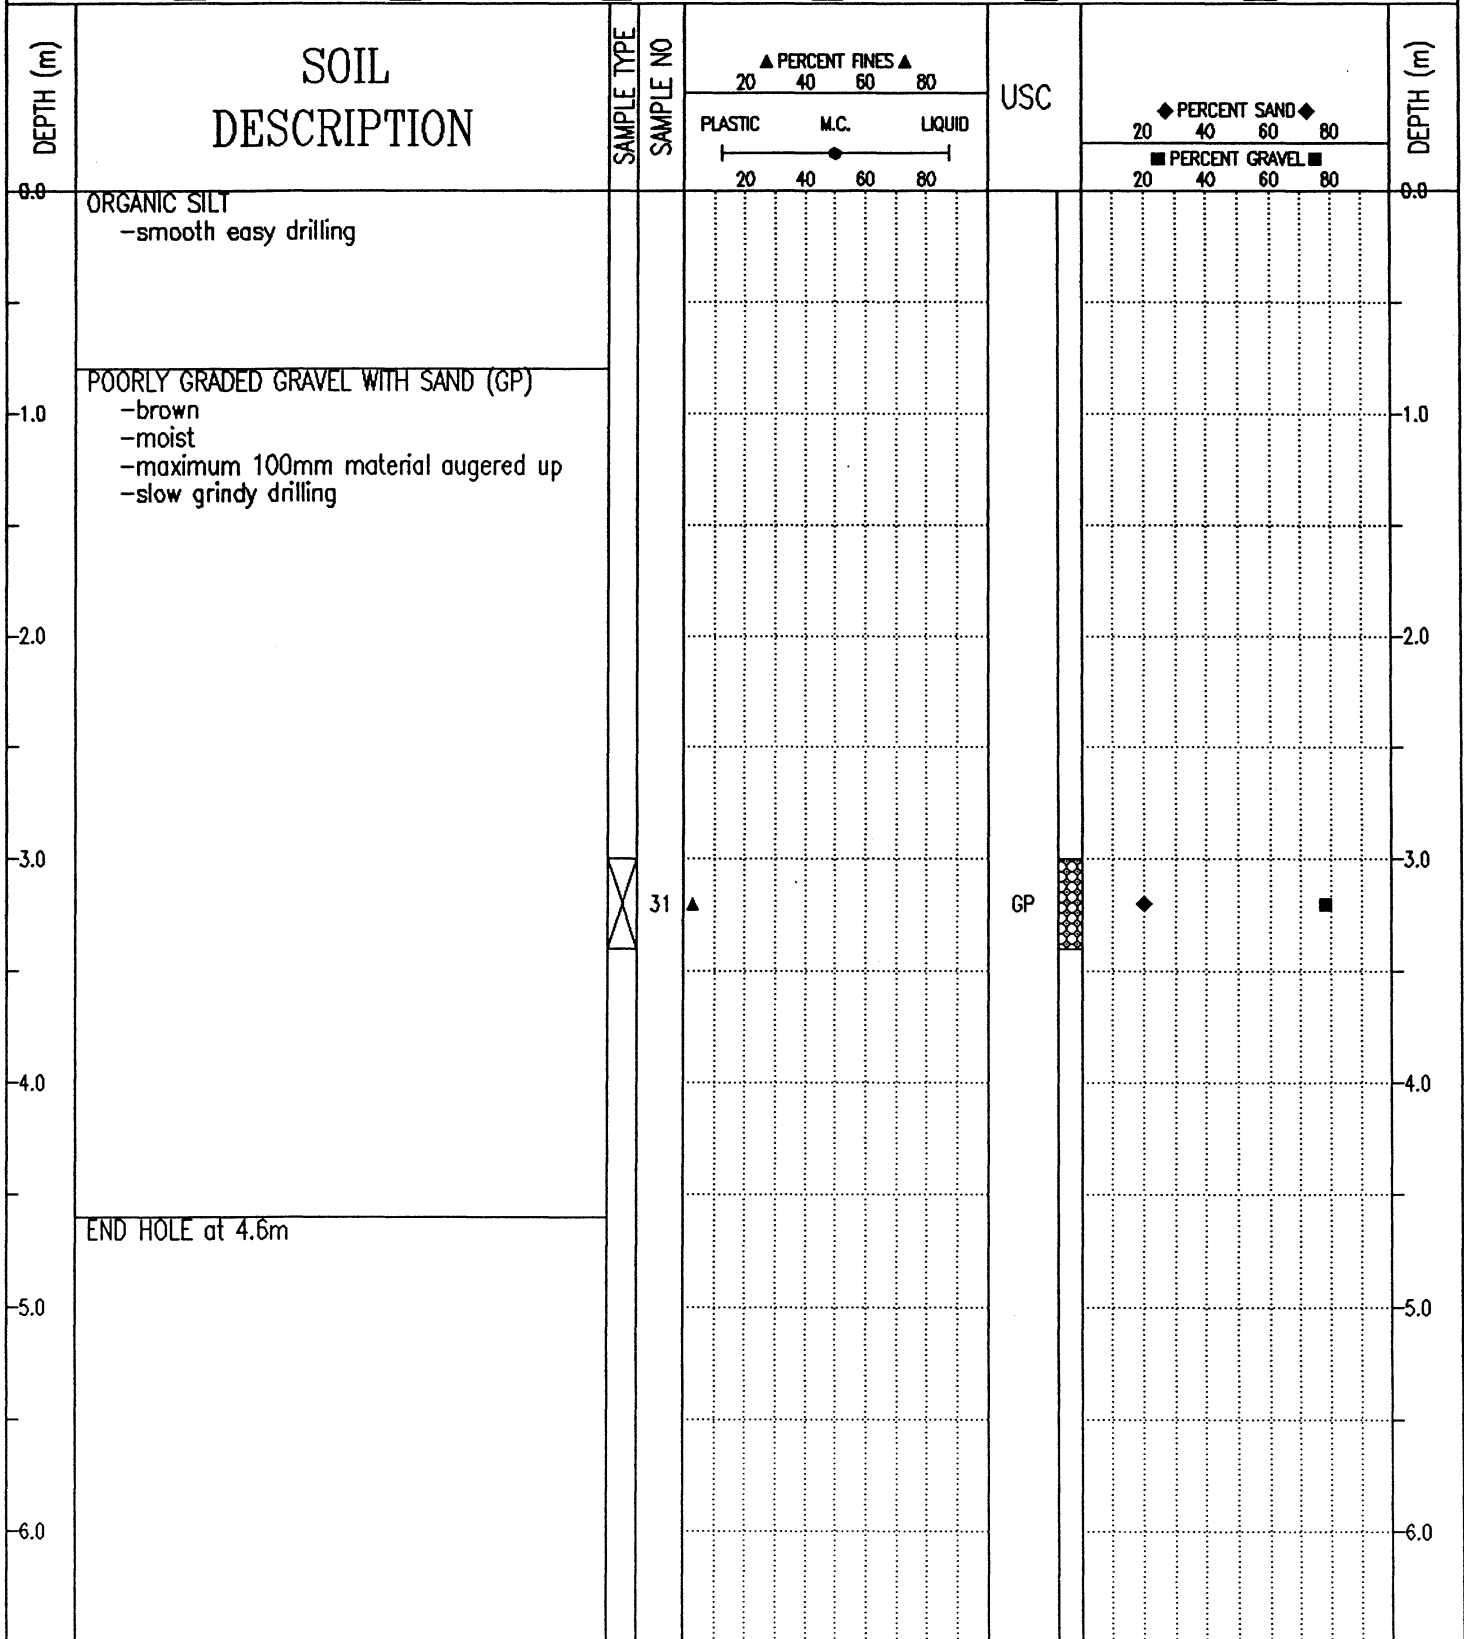 DEPTH (m)
SOIL
DESCRIPTION
SAMPLE TYPE
SAMPLE NO
▲ PERCENT FINES ▲
20 40 60 80
PLASTIC M.C. LIQUID
20 40 60 80
USC
◆ PERCENT SAND ◆
20 40 60 80
■ PERCENT GRAVEL ■
20 40 60 80
DEPTH (m)
0.0 0.0
ORGANIC SILT
-smooth easy drilling
POORLY GRADED GRAVEL WITH SAND (GP)
-brown
1.0 1.0
-moist
-maximum 100mm material augered up
-slow grindy drilling
2.0 2.0
3.0 3.0
31 GP
4.0 4.0
END HOLE at 4.6m
5.0 5.0
6.0 6.0